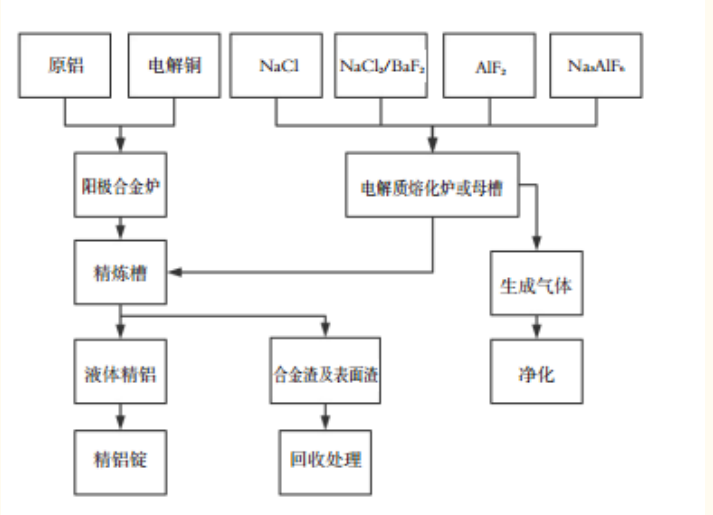 原铝
电解铜
NaCl
NaCl₂/BaF₂
AlF₂
Na₃AlF₆
阳极合金炉
电解质熔化炉或母槽
精炼槽
生成气体
液体精铝
合金渣及表面渣
净化
精铝锭
回收处理